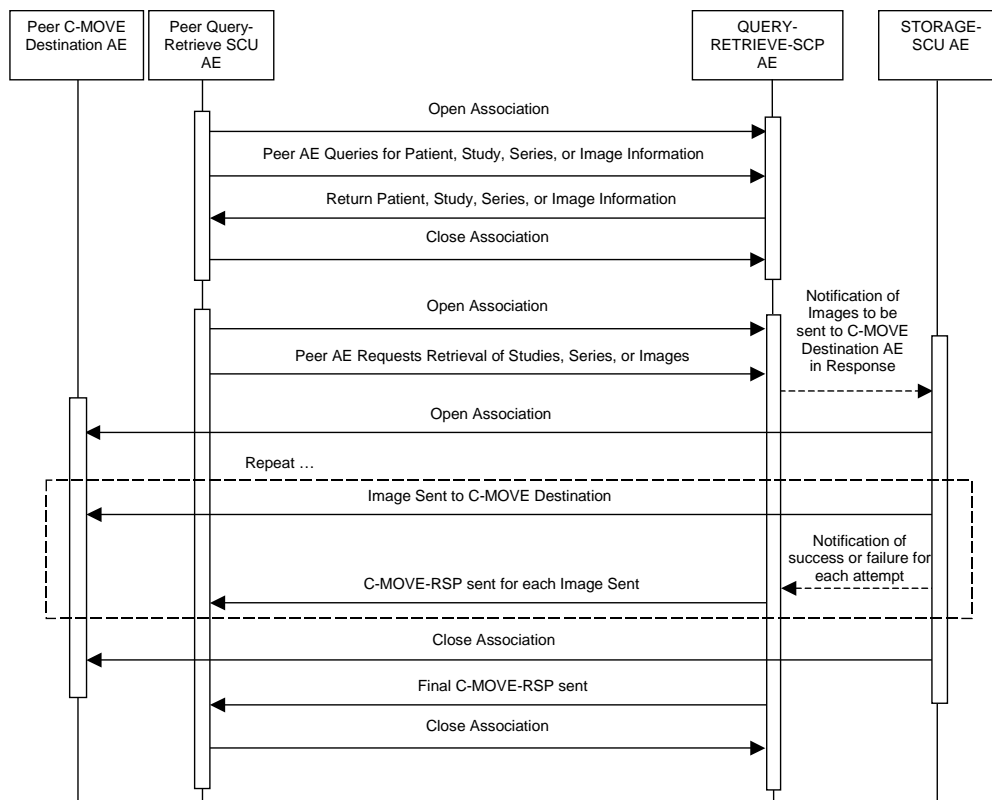 Peer C-MOVE
Destination AE
Peer Query-
Retrieve SCU
AE
QUERY-
RETRIEVE-SCP
AE
STORAGE-
SCU AE
Open Association
Peer AE Queries for Patient, Study, Series, or Image Information
Return Patient, Study, Series, or Image Information
Close Association
Open Association
Notification of
Images to be
sent to C-MOVE
Destination AE
in Response
Peer AE Requests Retrieval of Studies, Series, or Images
Open Association
Repeat …
Image Sent to C-MOVE Destination
Notification of
success or failure for
each attempt
C-MOVE-RSP sent for each Image Sent
Close Association
Final C-MOVE-RSP sent
Close Association